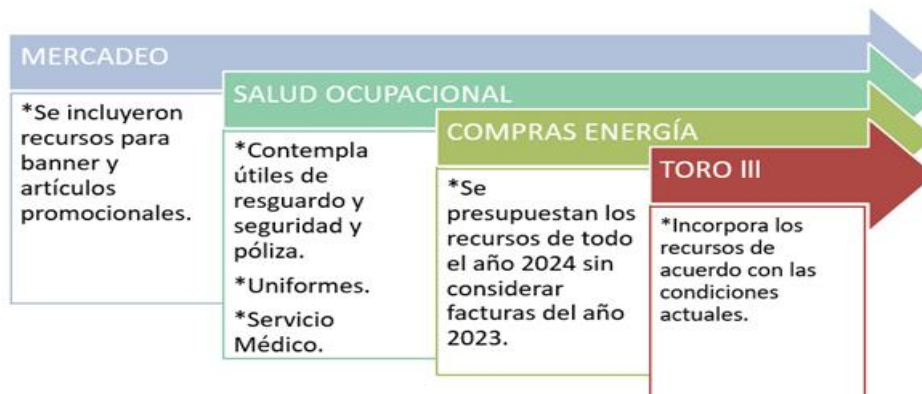 MERCADEO
*Se incluyeron
recursos para
banner y
artículos
promocionales.
SALUD OCUPACIONAL
*Contempla
útiles de
resguardo y
seguridad y
póliza.
*Uniformes.
*Servicio
Médico.
COMPRAS ENERGÍA
*Se
presupuestan los
recursos de todo
el año 2024 sin
considerar
facturas del año
2023.
TORO III
*Incorpora los
recursos de
acuerdo con las
condiciones
actuales.